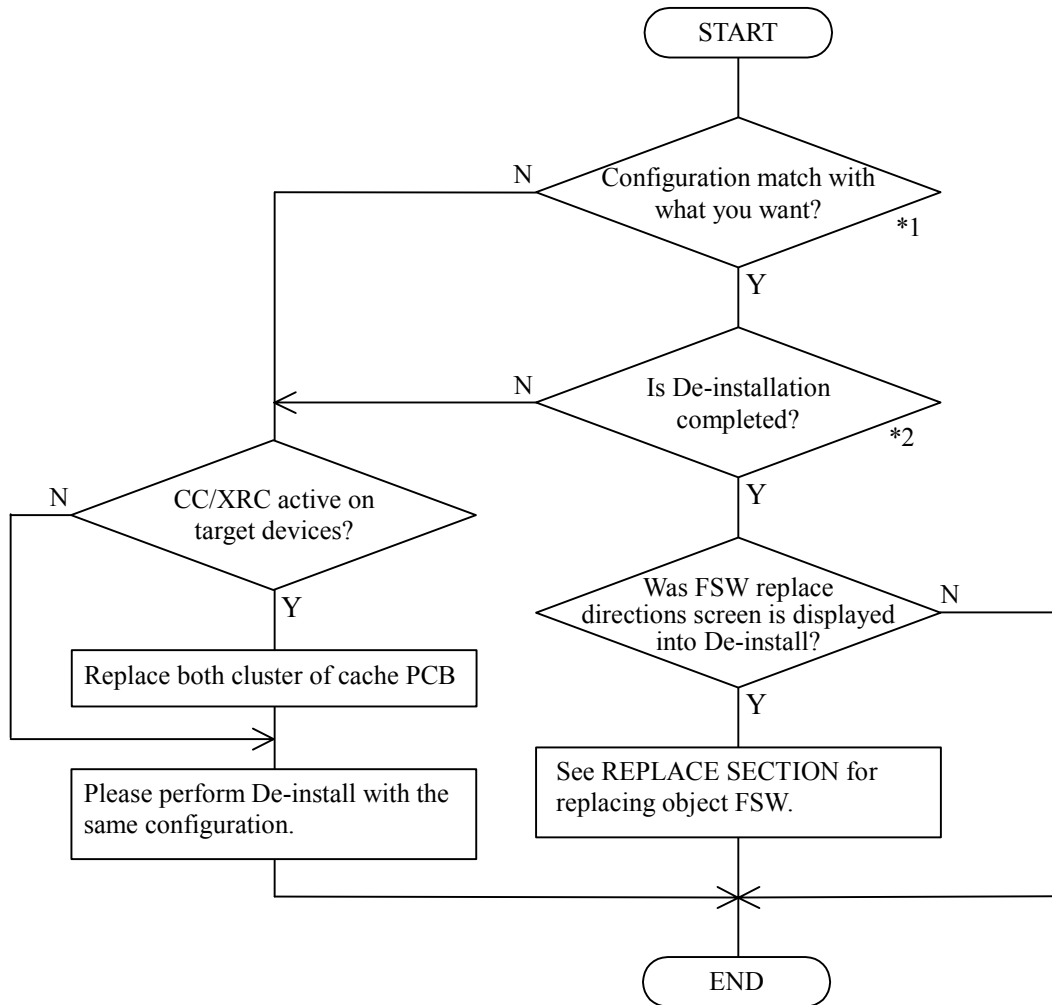 START
N
Configuration match with
what you want?
*1
Y
N
Is De-installation
completed?
*2
Y
N
CC/XRC active on
target devices?
Y
Was FSW replace
directions screen is displayed
into De-install?
N
Y
Replace both cluster of cache PCB
See REPLACE SECTION for
replacing object FSW.
Please perform De-install with the
same configuration.
END